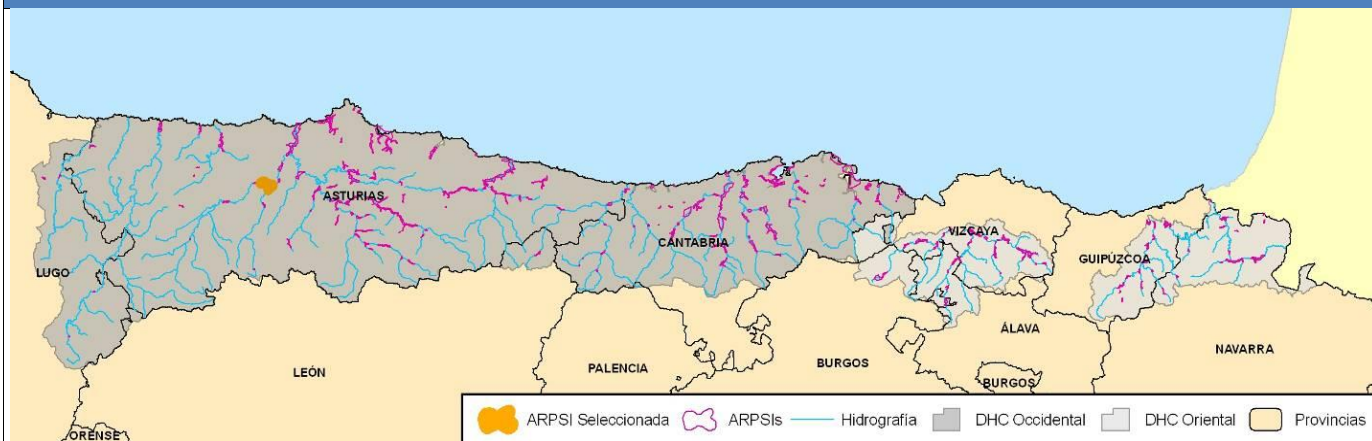 ASTURIAS
LUGO
CANTABRIA
VIZCAYA
GUIPÚZCOA
ÁLAVA
NAVARRA
LEÓN
PALENCIA
BURGOS
BURGOS
ORENSE
ARPSI Seleccionada
ARPSIs
Hidrografía
DHC Occidental
DHC Oriental
Provincias